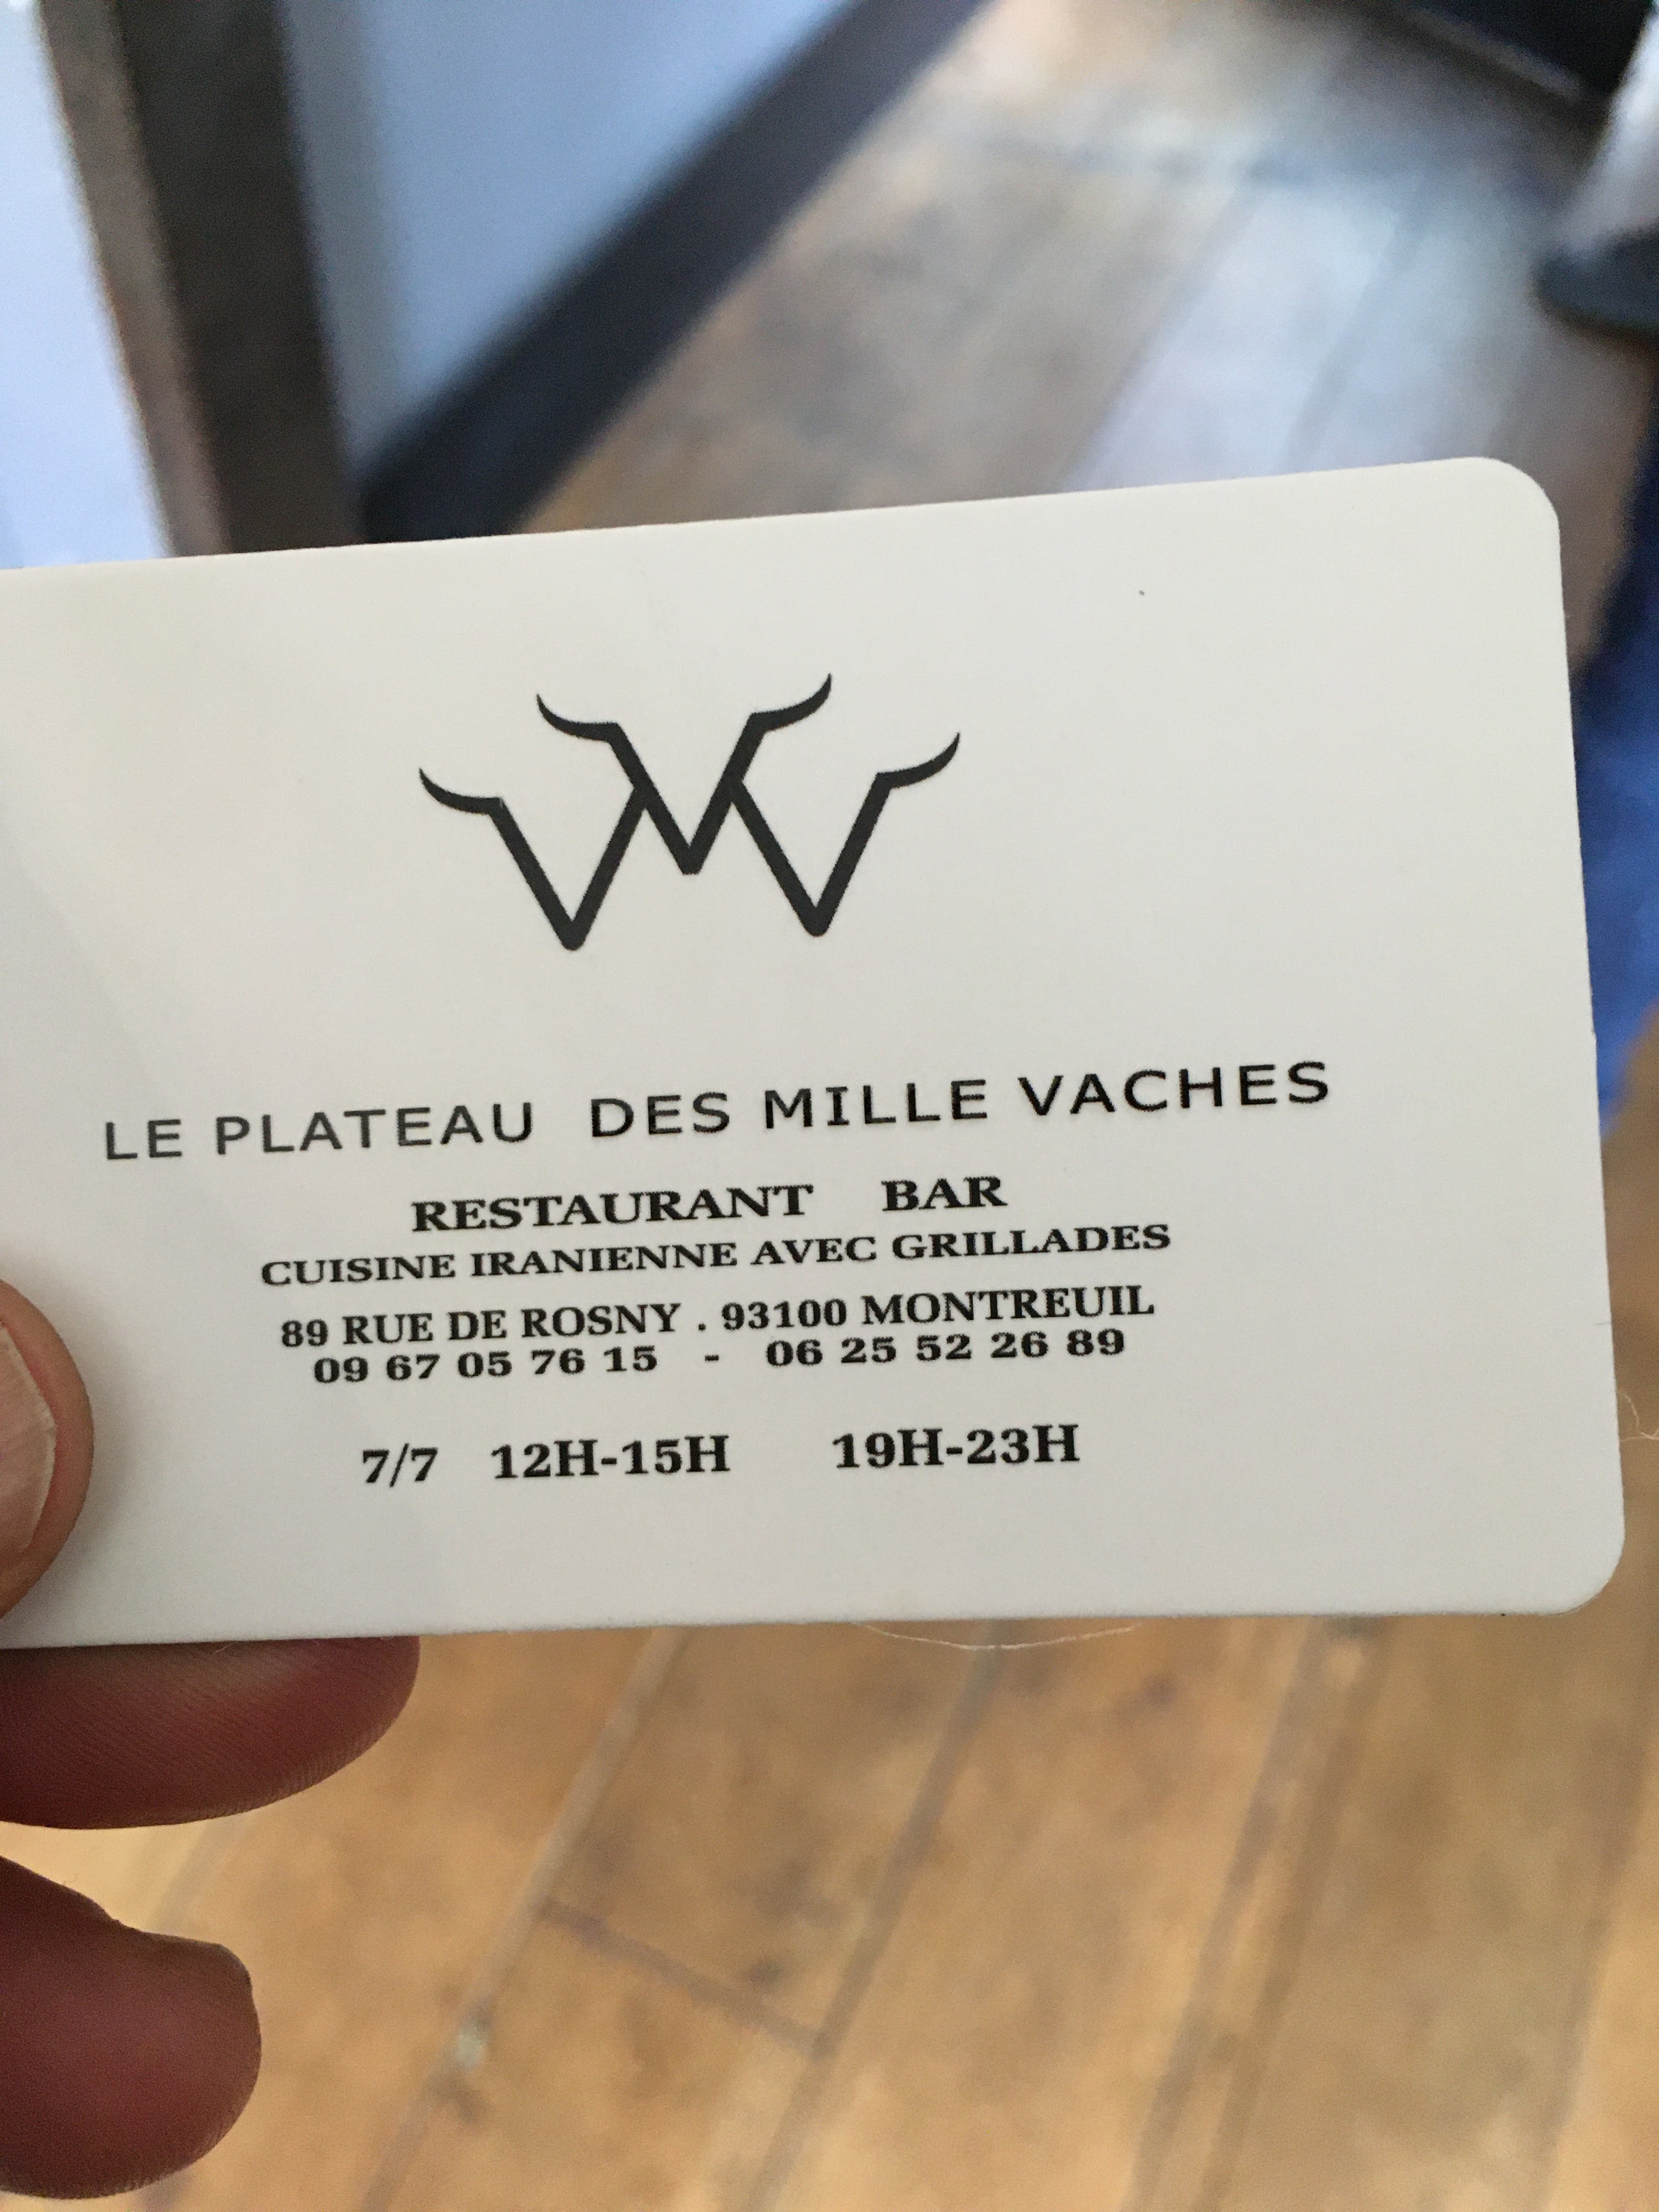 LE PLATEAU DES MILLE VACHES
RESTAURANT BAR
CUISINE IRANIENNE AVEC GRILLADES
89 RUE DE ROSNY . 93100 MONTREUIL
09 67 05 76 15 - 06 25 52 26 89
7/7 12H-15H 19H-23H